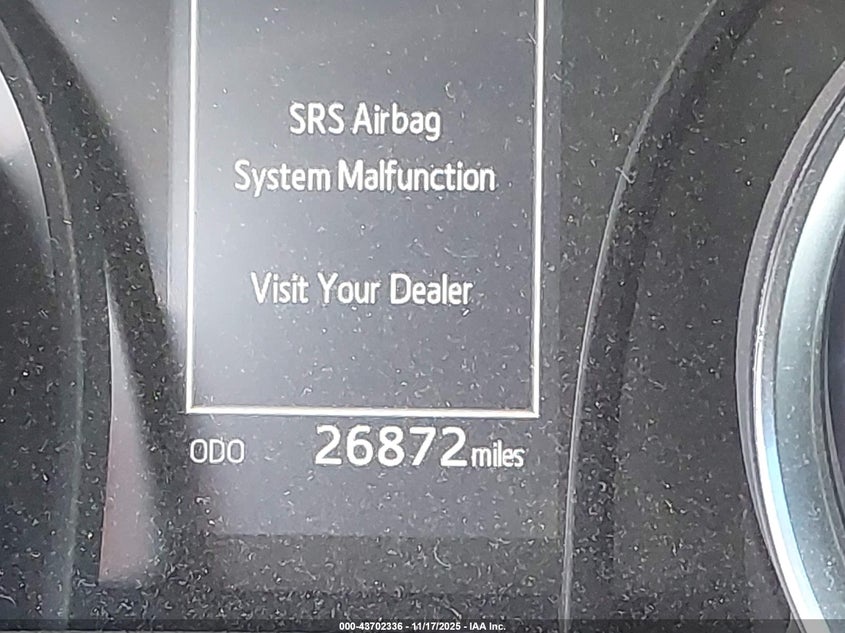 SRS Airbag
System Malfunction
Visit Your Dealer
ODO 26872 miles
000-43702336 - 11/17/2025 - IAA Inc.